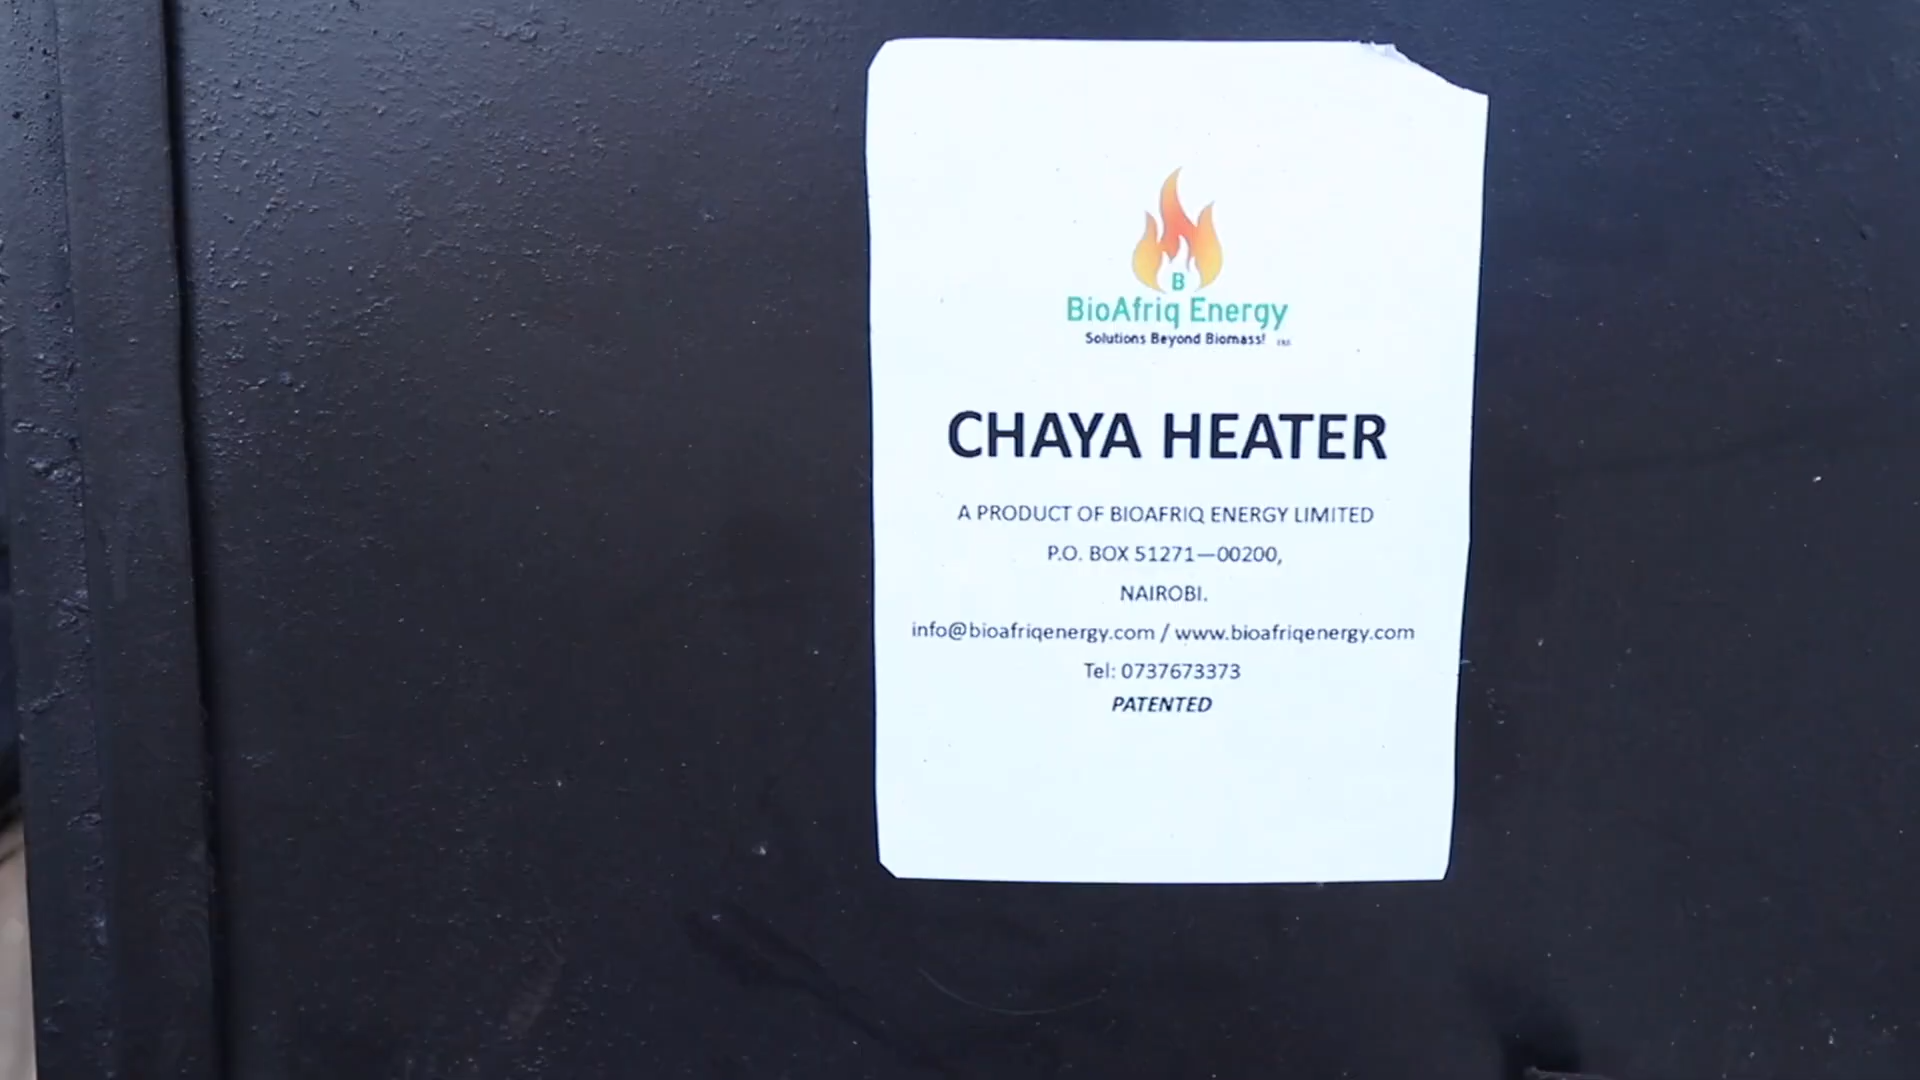 B
BioAfriq Energy
Solutions Beyond Biomass!
CHAYA HEATER
A PRODUCT OF BIOAFRIQ ENERGY LIMITED
P.O. BOX 51271—00200,
NAIROBI.
info@bioafriqenergy.com / www.bioafriqenergy.com
Tel: 0737673373
PATENTED